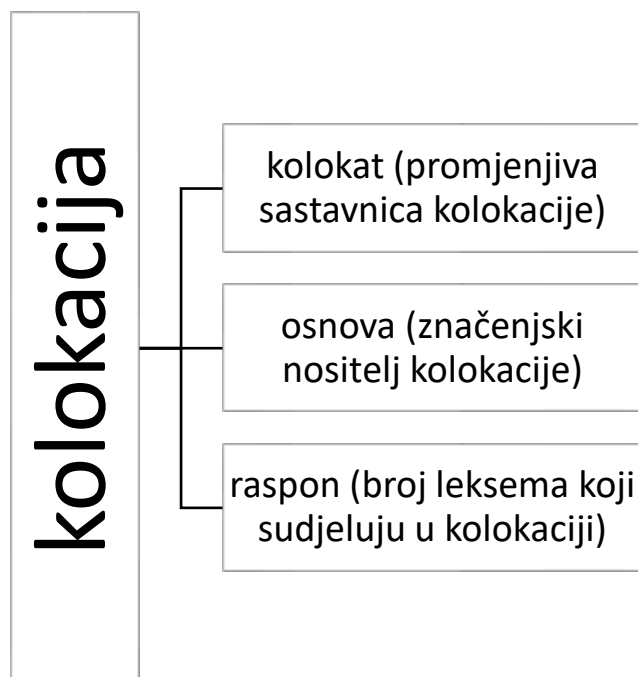 kolokacija
kolokat (promjenjiva
sastavnica kolokacije)
osnova (značenjski
nositelj kolokacije)
raspon (broj leksema koji
sudjeluju u kolokaciji)